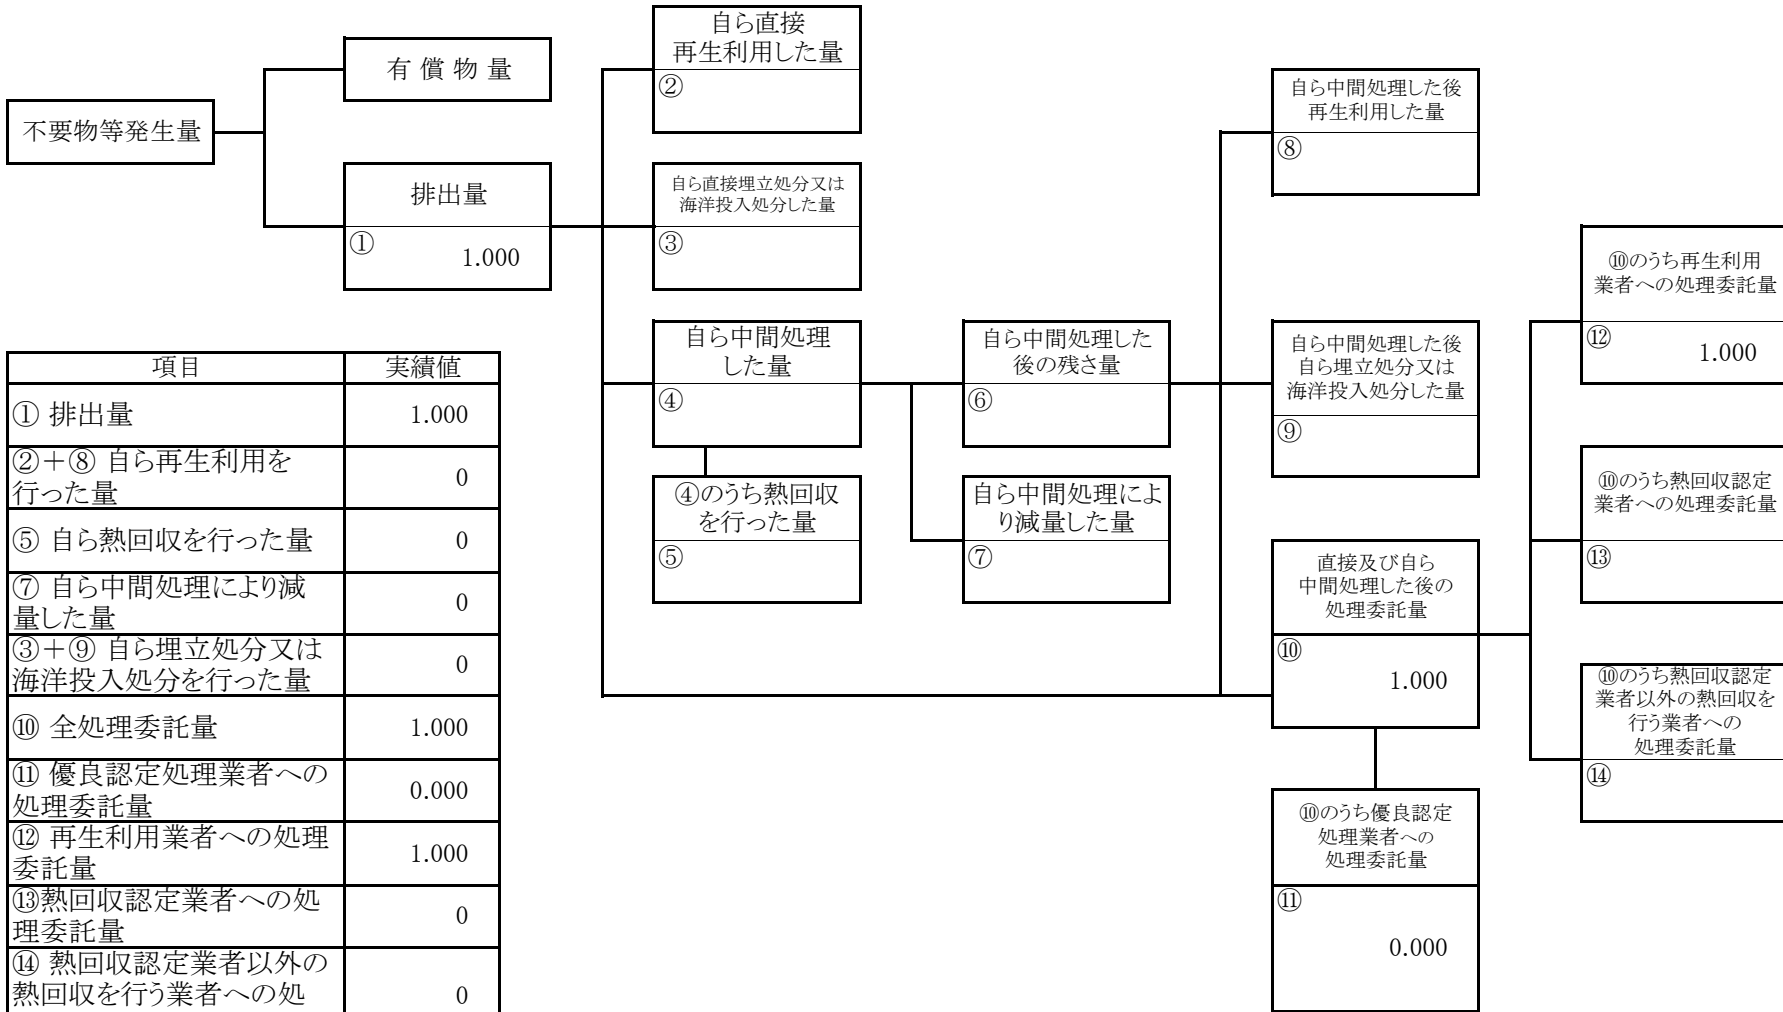 不要物等発生量
有 償 物 量
排出量
①
1.000
自ら直接
再生利用した量
②
自ら直接埋立処分又は
海洋投入処分した量
③
自ら中間処理
した量
④
④のうち熱回収
を行った量
⑤
自ら中間処理した
後の残さ量
⑥
自ら中間処理によ
り減量した量
⑦
自ら中間処理した後
再生利用した量
⑧
自ら中間処理した後
自ら埋立処分又は
海洋投入処分した量
⑨
直接及び自ら
中間処理した後の
処理委託量
⑩
1.000
⑩のうち優良認定
処理業者への
処理委託量
⑪
0.000
⑩のうち再生利用
業者への処理委託量
⑫
1.000
⑩のうち熱回収認定
業者への処理委託量
⑬
⑩のうち熱回収認定
業者以外の熱回収を
行う業者への
処理委託量
⑭
項目 実績値
① 排出量 1.000
②＋⑧ 自ら再生利用を
行った量 0
⑤ 自ら熱回収を行った量 0
⑦ 自ら中間処理により減
量した量 0
③＋⑨ 自ら埋立処分又は
海洋投入処分を行った量 0
⑩ 全処理委託量 1.000
⑪ 優良認定処理業者への
処理委託量 0.000
⑫ 再生利用業者への処理
委託量 1.000
⑬熱回収認定業者への処
理委託量 0
⑭ 熱回収認定業者以外の
熱回収を行う業者への処 0